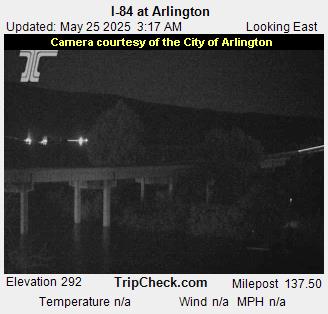 I-84 at Arlington
Updated: May 25 2025 3:17 AM Looking East
Camera courtesy of the City of Arlington
Elevation 292 TripCheck.com Milepost 137.50
Temperature n/a Wind n/a MPH n/a